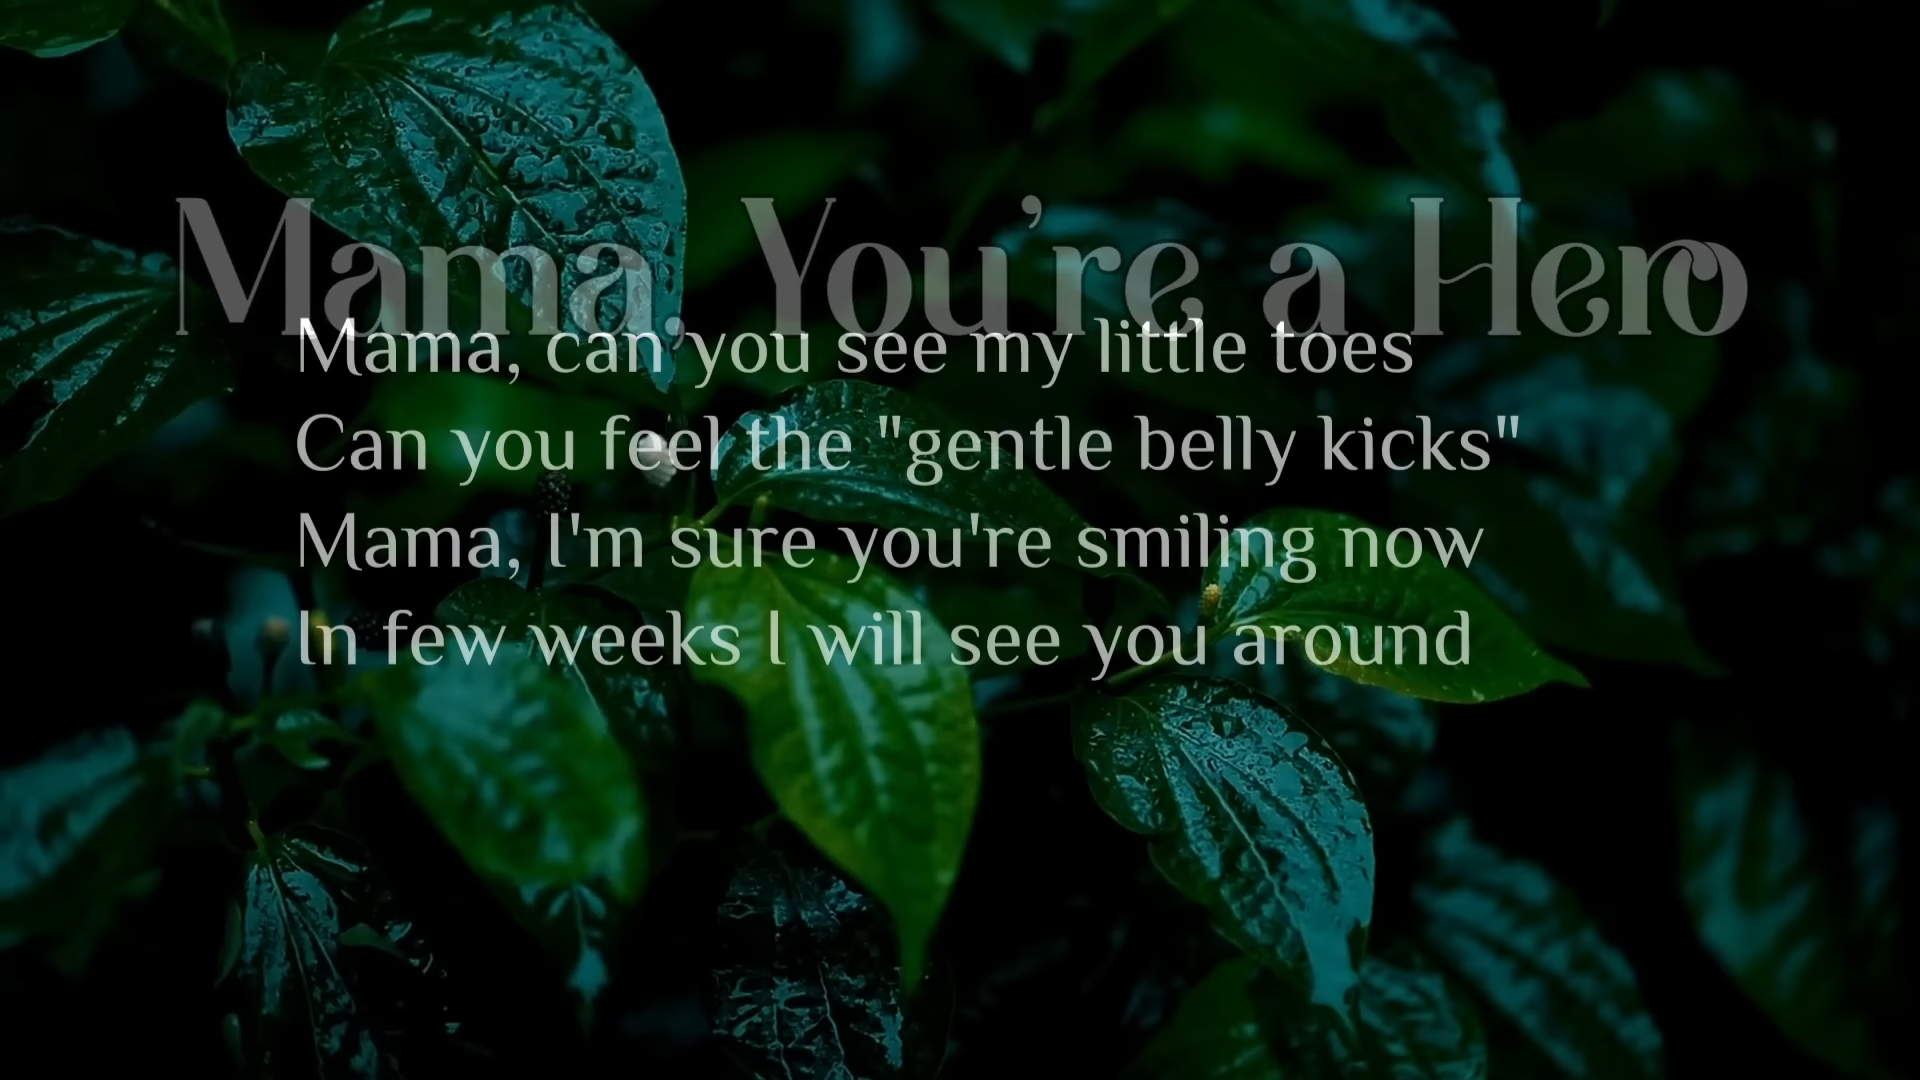 Mama, You’re a Hero
Mama, can you see my little toes
Can you feel the "gentle belly kicks"
Mama, I'm sure you're smiling now
In few weeks I will see you around